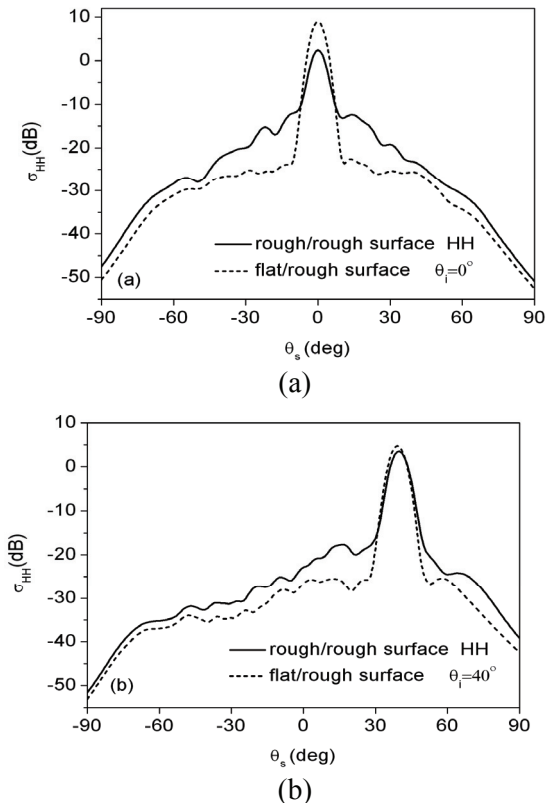 10
0
-10
-20
-30
-40
-50
σHH(dB)
rough/rough surface HH
flat/rough surface θi=0°
(a)
-90 -60 -30 0 30 60 90
θs (deg)
(a)
10
0
-10
-20
-30
-40
-50
σHH(dB)
rough/rough surface HH
flat/rough surface θi=40°
(b)
-90 -60 -30 0 30 60 90
θs (deg)
(b)